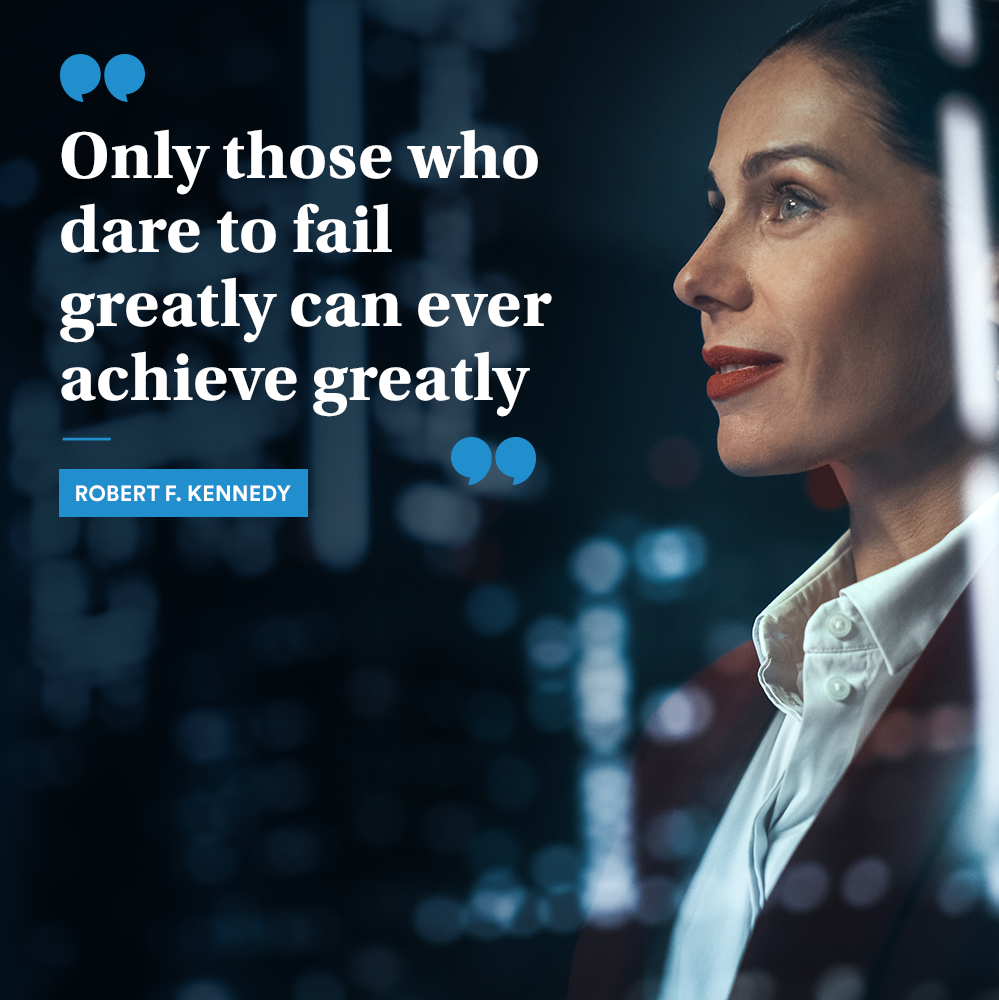 Only those who
dare to fail
greatly can ever
achieve greatly
ROBERT F. KENNEDY